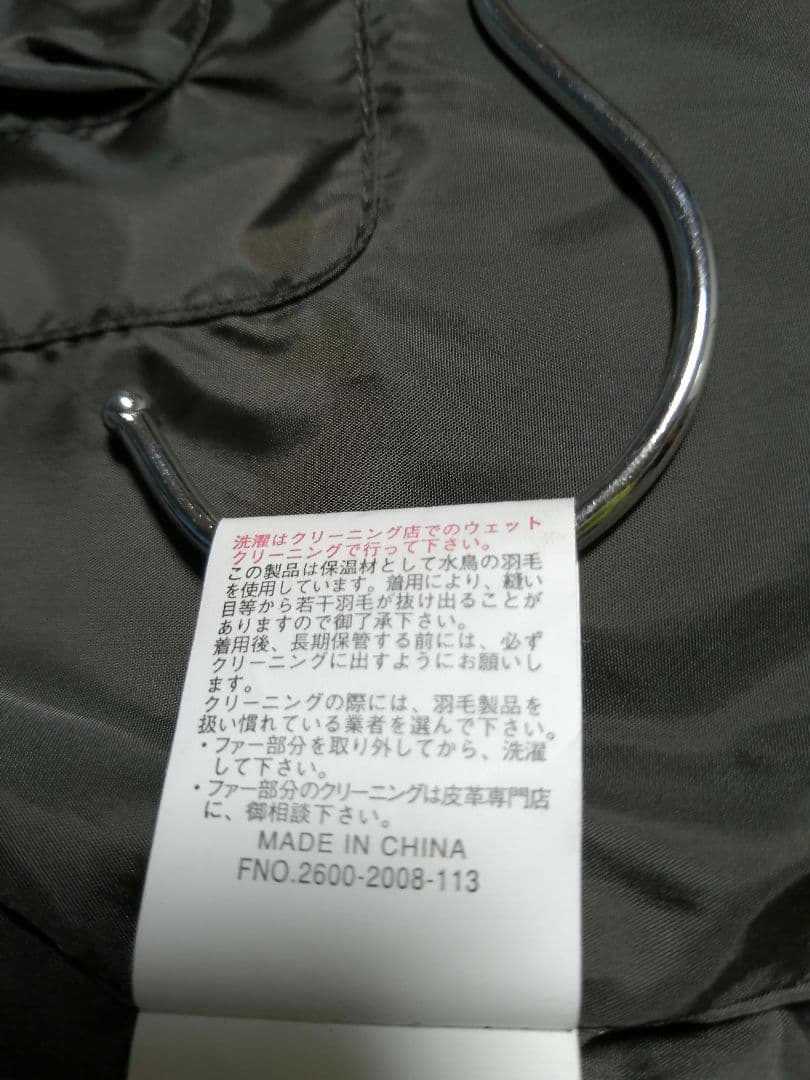 洗濯はクリーニング店でのウェット
クリーニングで行って下さい。
この製品は保温材として水鳥の羽毛
を使用しています。着用により、縫い
目等から若干羽毛が抜け出ることが
ありますので御了承下さい。
着用後、長期保管する前には、必ず
クリーニングに出すようにお願いし
ます。
クリーニングの際には、羽毛製品を
扱い慣れている業者を選んで下さい。
・ファー部分を取り外してから、洗濯
して下さい。
・ファー部分のクリーニングは皮革専門店
に、御相談下さい。
MADE IN CHINA
FNO.2600-2008-113